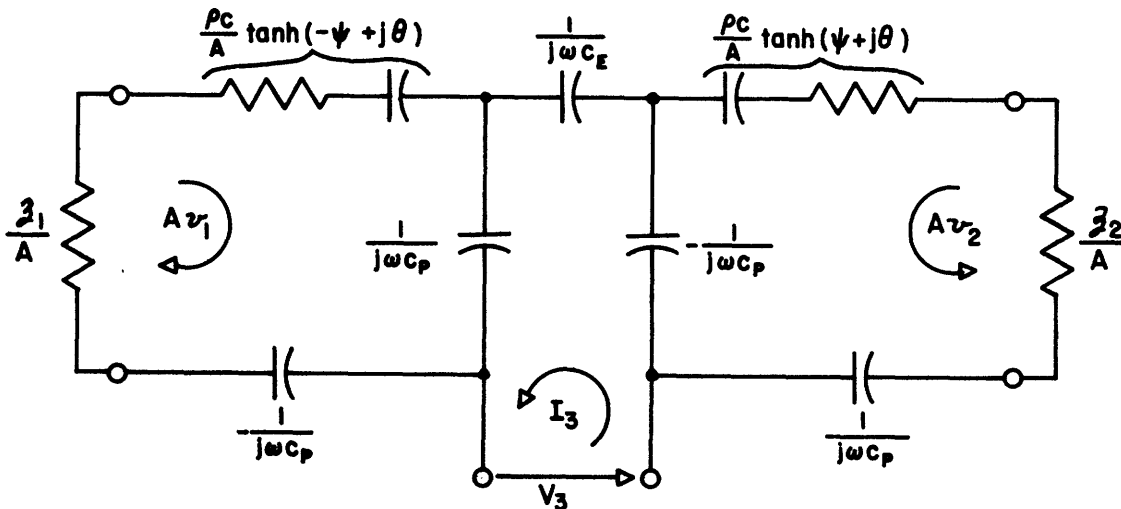 ρc/A tanh(-ψ+jθ)
1/jωC_E
ρc/A tanh(ψ+jθ)
𝓏1/A
Av1
1/jωC_P
-1/jωC_P
Av2
𝓏2/A
-1/jωC_P
I3
1/jωC_P
V3